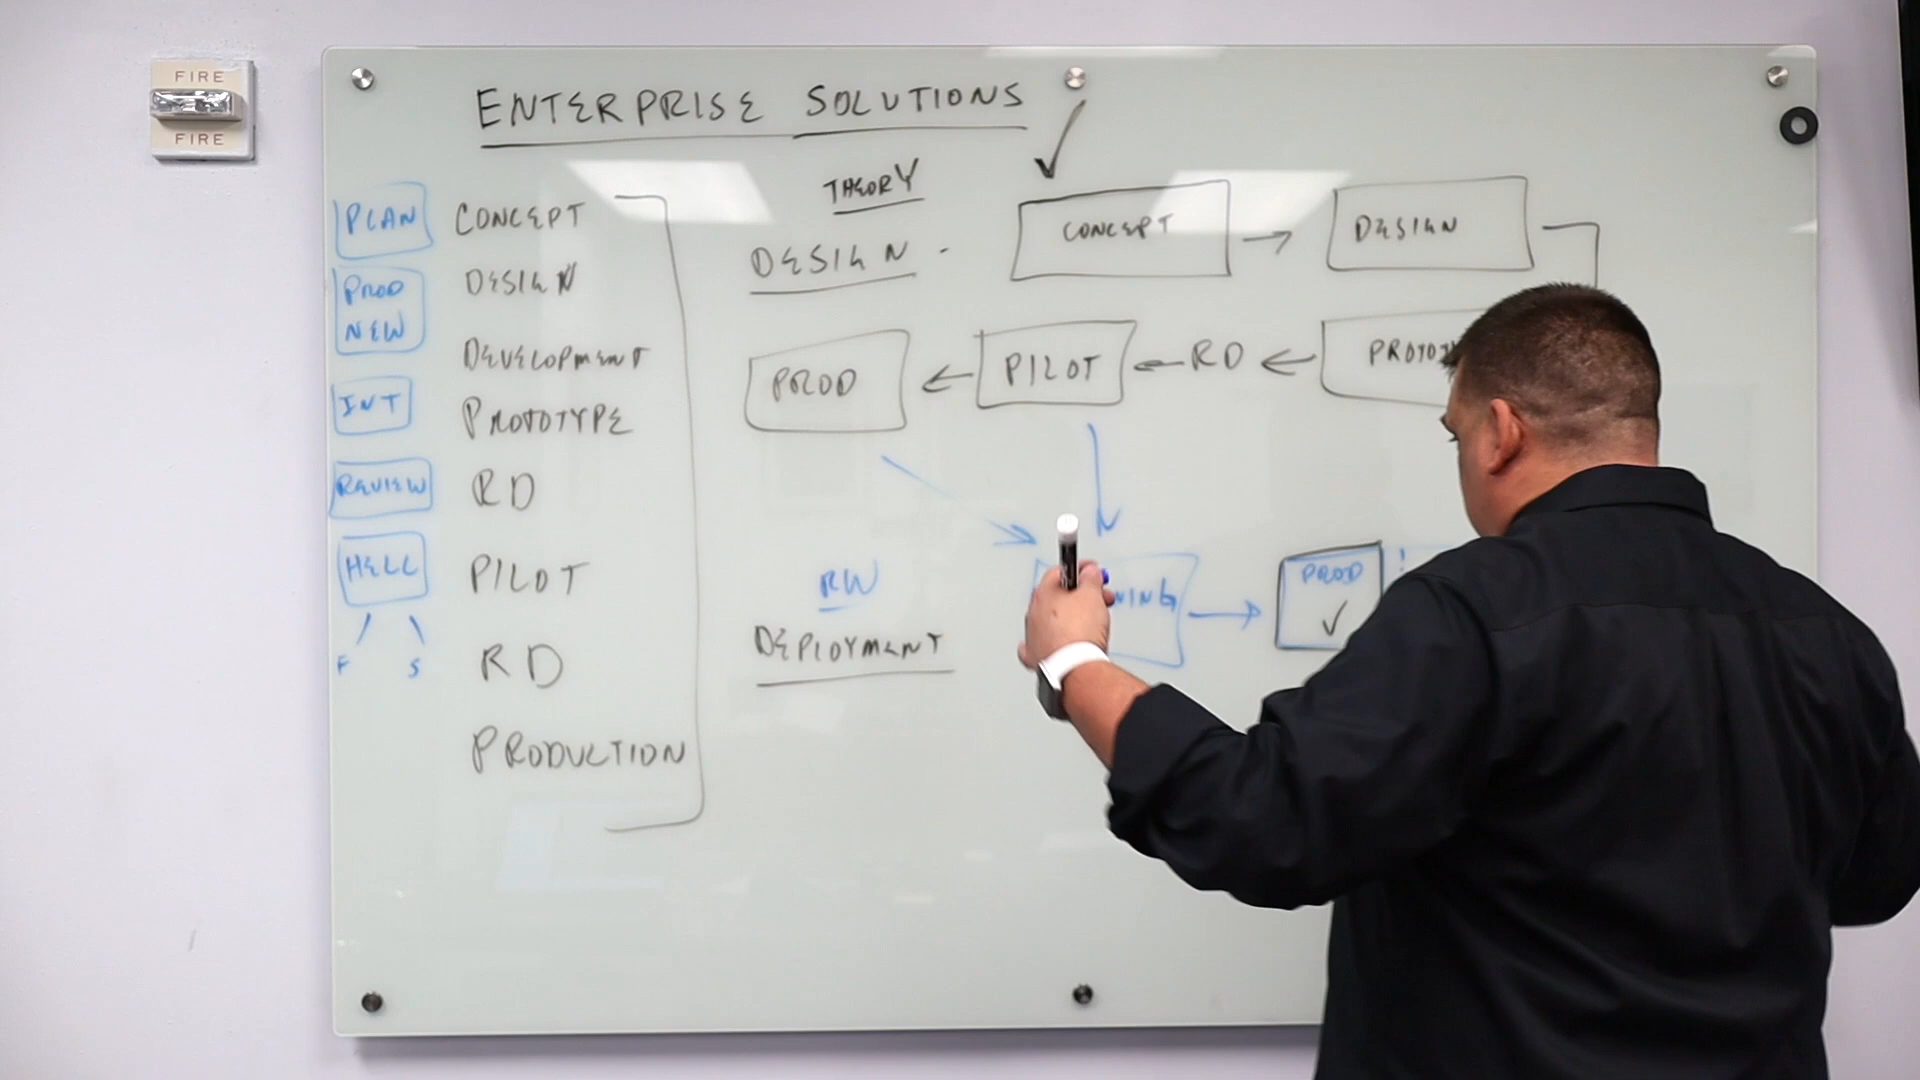 FIRE
FIRE
ENTERPRISE SOLUTIONS
PLAN
PROD
NEW
INT
REVIEW
HELL
F S
CONCEPT
DESIGN
DEVELOPMENT
PROTOTYPE
RD
PILOT
RD
PRODUCTION
THEORY
DESIGN -
CONCEPT → DESIGN
PROD ← PILOT ← RD ←
RW
DEPLOYMENT
→ PROD
✓